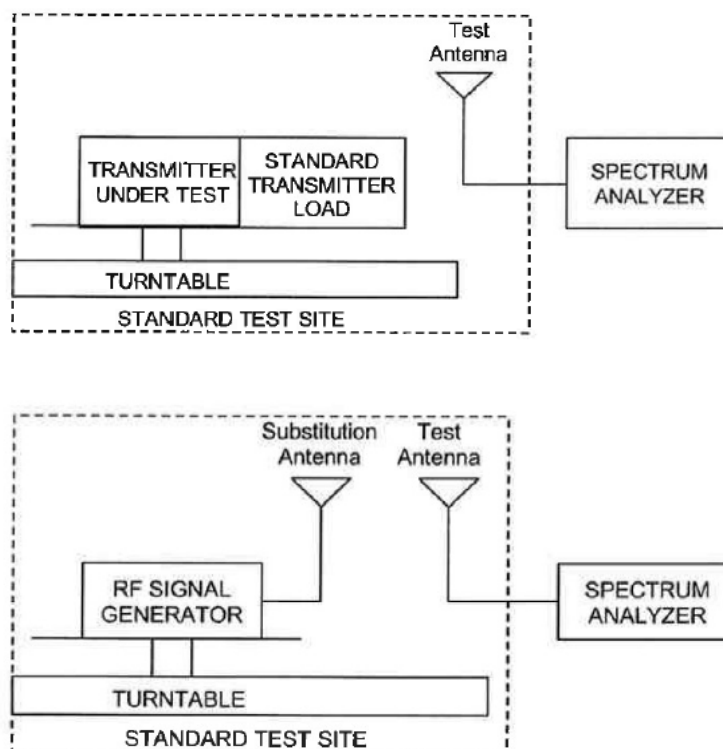 Test
Antenna
TRANSMITTER
UNDER TEST
STANDARD
TRANSMITTER
LOAD
SPECTRUM
ANALYZER
TURNTABLE
STANDARD TEST SITE
Substitution
Antenna
Test
Antenna
RF SIGNAL
GENERATOR
SPECTRUM
ANALYZER
TURNTABLE
STANDARD TEST SITE